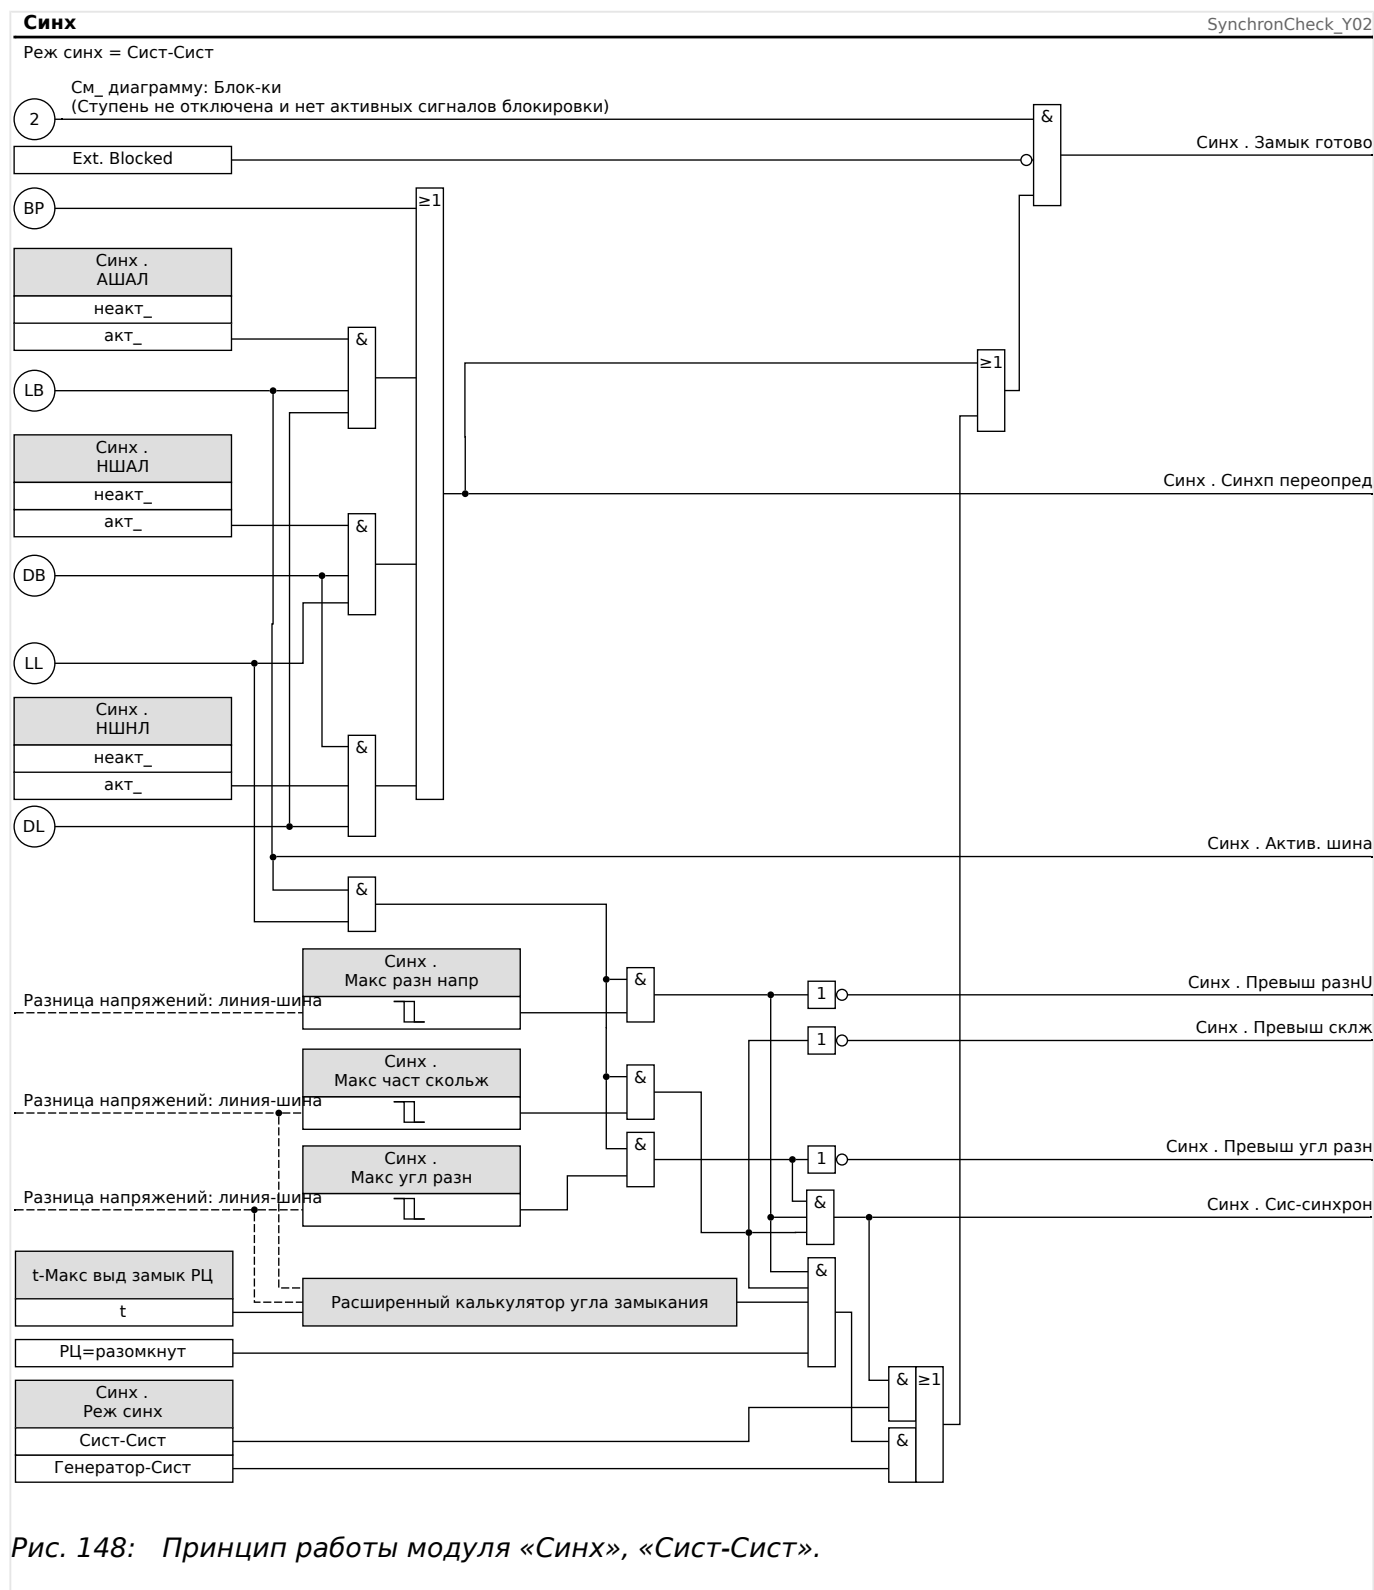 Синх
SynchronCheck_Y02
Реж синх = Сист-Сист
См_ диаграмму: Блок-ки
(Ступень не отключена и нет активных сигналов блокировки)
2
&
Синх . Замык готово
Ext. Blocked
BP
≥1
Синх .
АШАЛ
неакт_
акт_
&
≥1
LB
Синх .
НШАЛ
неакт_
акт_
&
Синх . Синхп переопред
DB
LL
Синх .
НШНЛ
неакт_
акт_
&
DL
Синх . Актив. шина
&
Синх .
Макс разн напр
&
Разница напряжений: линия-шина
1
Синх . Превыш разнU
1
Синх . Превыш склж
Синх .
Макс част скольж
&
Разница напряжений: линия-шина
Синх .
Макс угл разн
&
1
Синх . Превыш угл разн
Разница напряжений: линия-шина
&
Синх . Сис-синхрон
t-Макс выд замык РЦ
t
&
Расширенный калькулятор угла замыкания
РЦ=разомкнут
Синх .
Реж синх
& ≥1
Сист-Сист
&
Генератор-Сист
Рис. 148: Принцип работы модуля «Синх», «Сист-Сист».